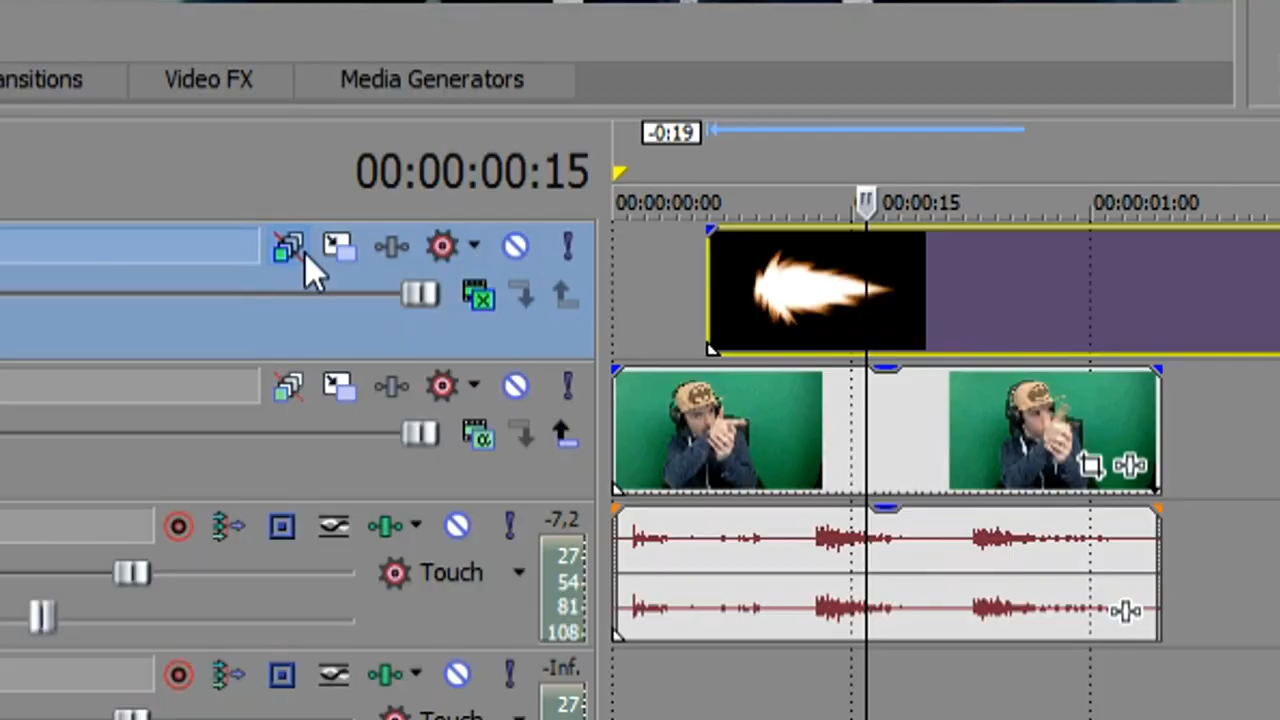 ansitions Video FX Media Generators
-0:19
00:00:00:15
00:00:00:00 00:00:15 00:00:01:00
-7,2
27
54
Touch
81
108
-Inf.
27
Touch